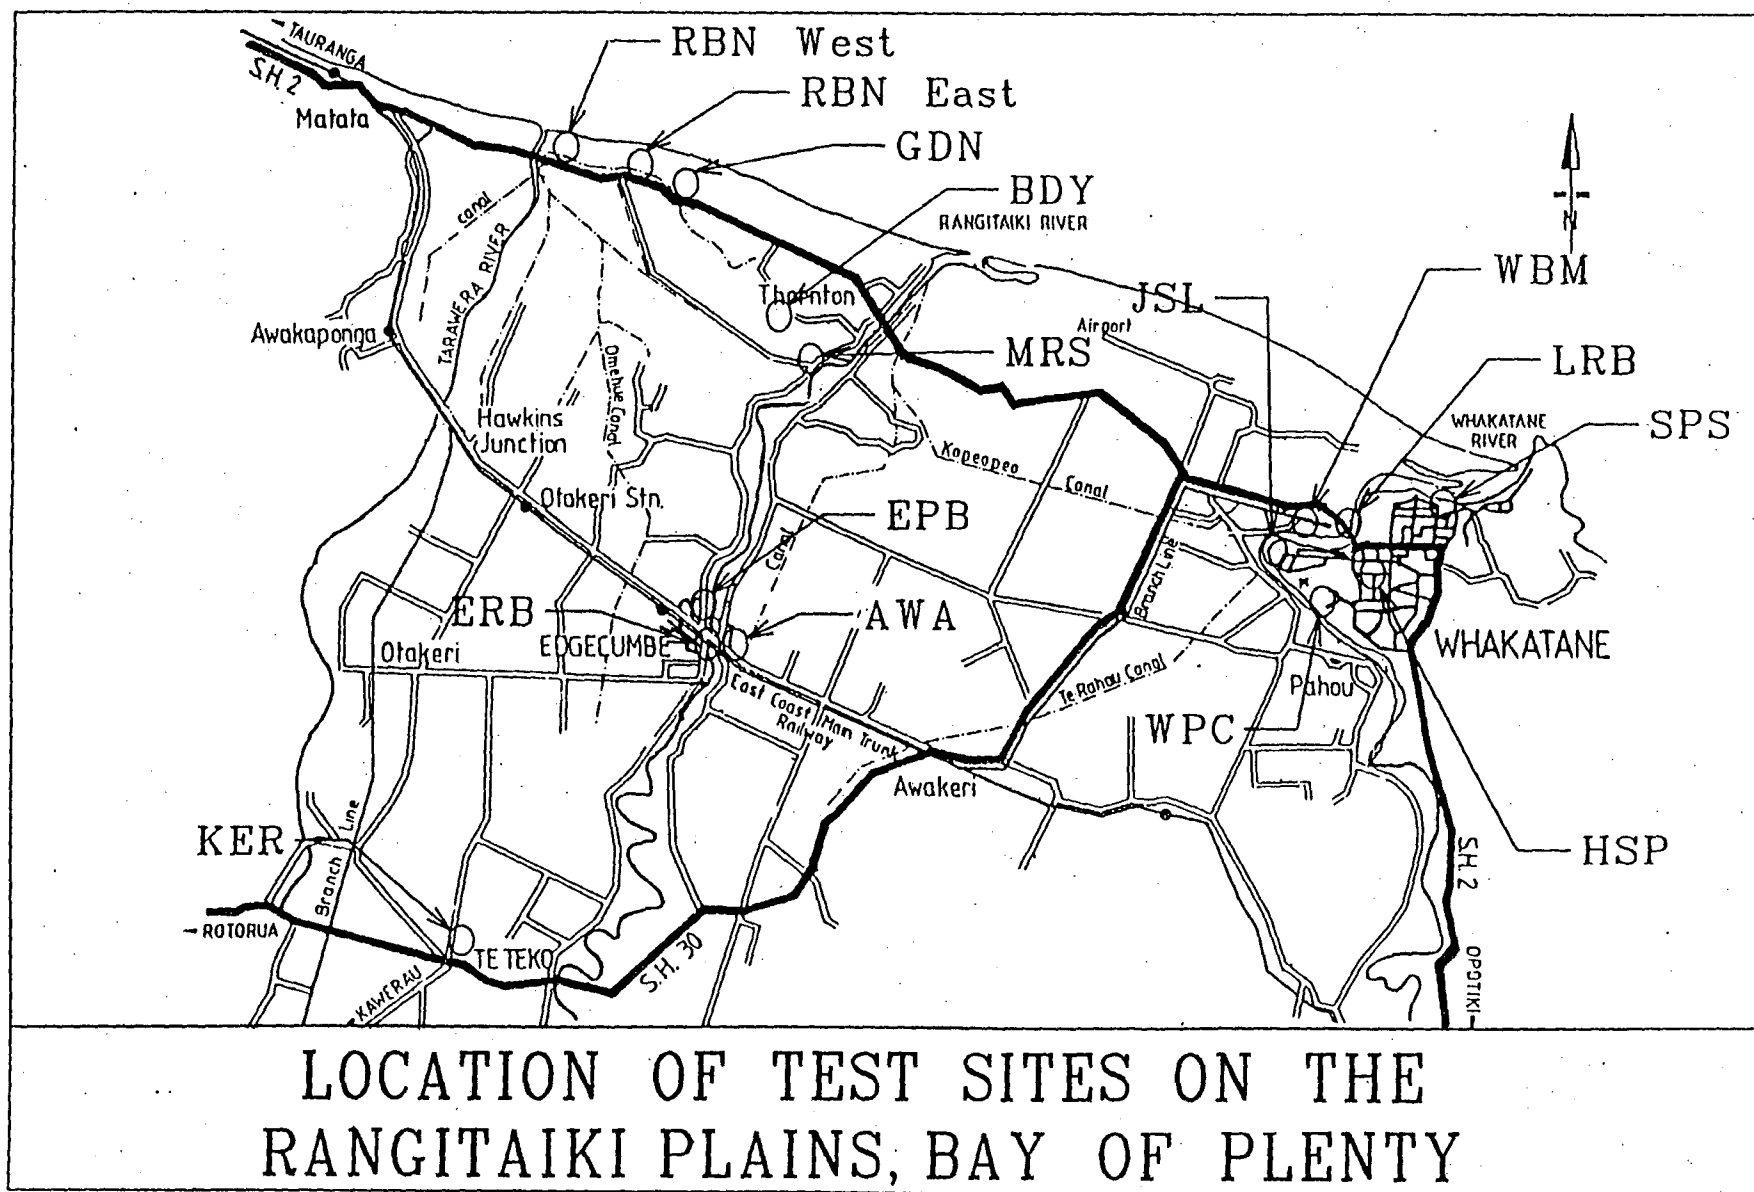 RBN West
← TAURANGA
S.H. 2
RBN East
Matata
GDN
BDY
RANGITAIKI RIVER
N
canal
TARAWERA RIVER
WBM
Thornton
JSL
Airport
Awakaponga
MRS
LRB
Omehue Canal
Hawkins
Junction
WHAKATANE
RIVER
SPS
Kopeopeo
Canal
Otakeri Stn.
EPB
Canal
Branch Line
ERB
AWA
EDGECUMBE
Otakeri
WHAKATANE
East Coast Main Trunk
Railway
Te Rahou Canal
Pahou
WPC
Awakeri
KER
Branch Line
HSP
S.H. 2
← ROTORUA
TE TEKO
S.H. 30
← KAWERAU
OPOTIKI →
LOCATION OF TEST SITES ON THE
RANGITAIKI PLAINS, BAY OF PLENTY